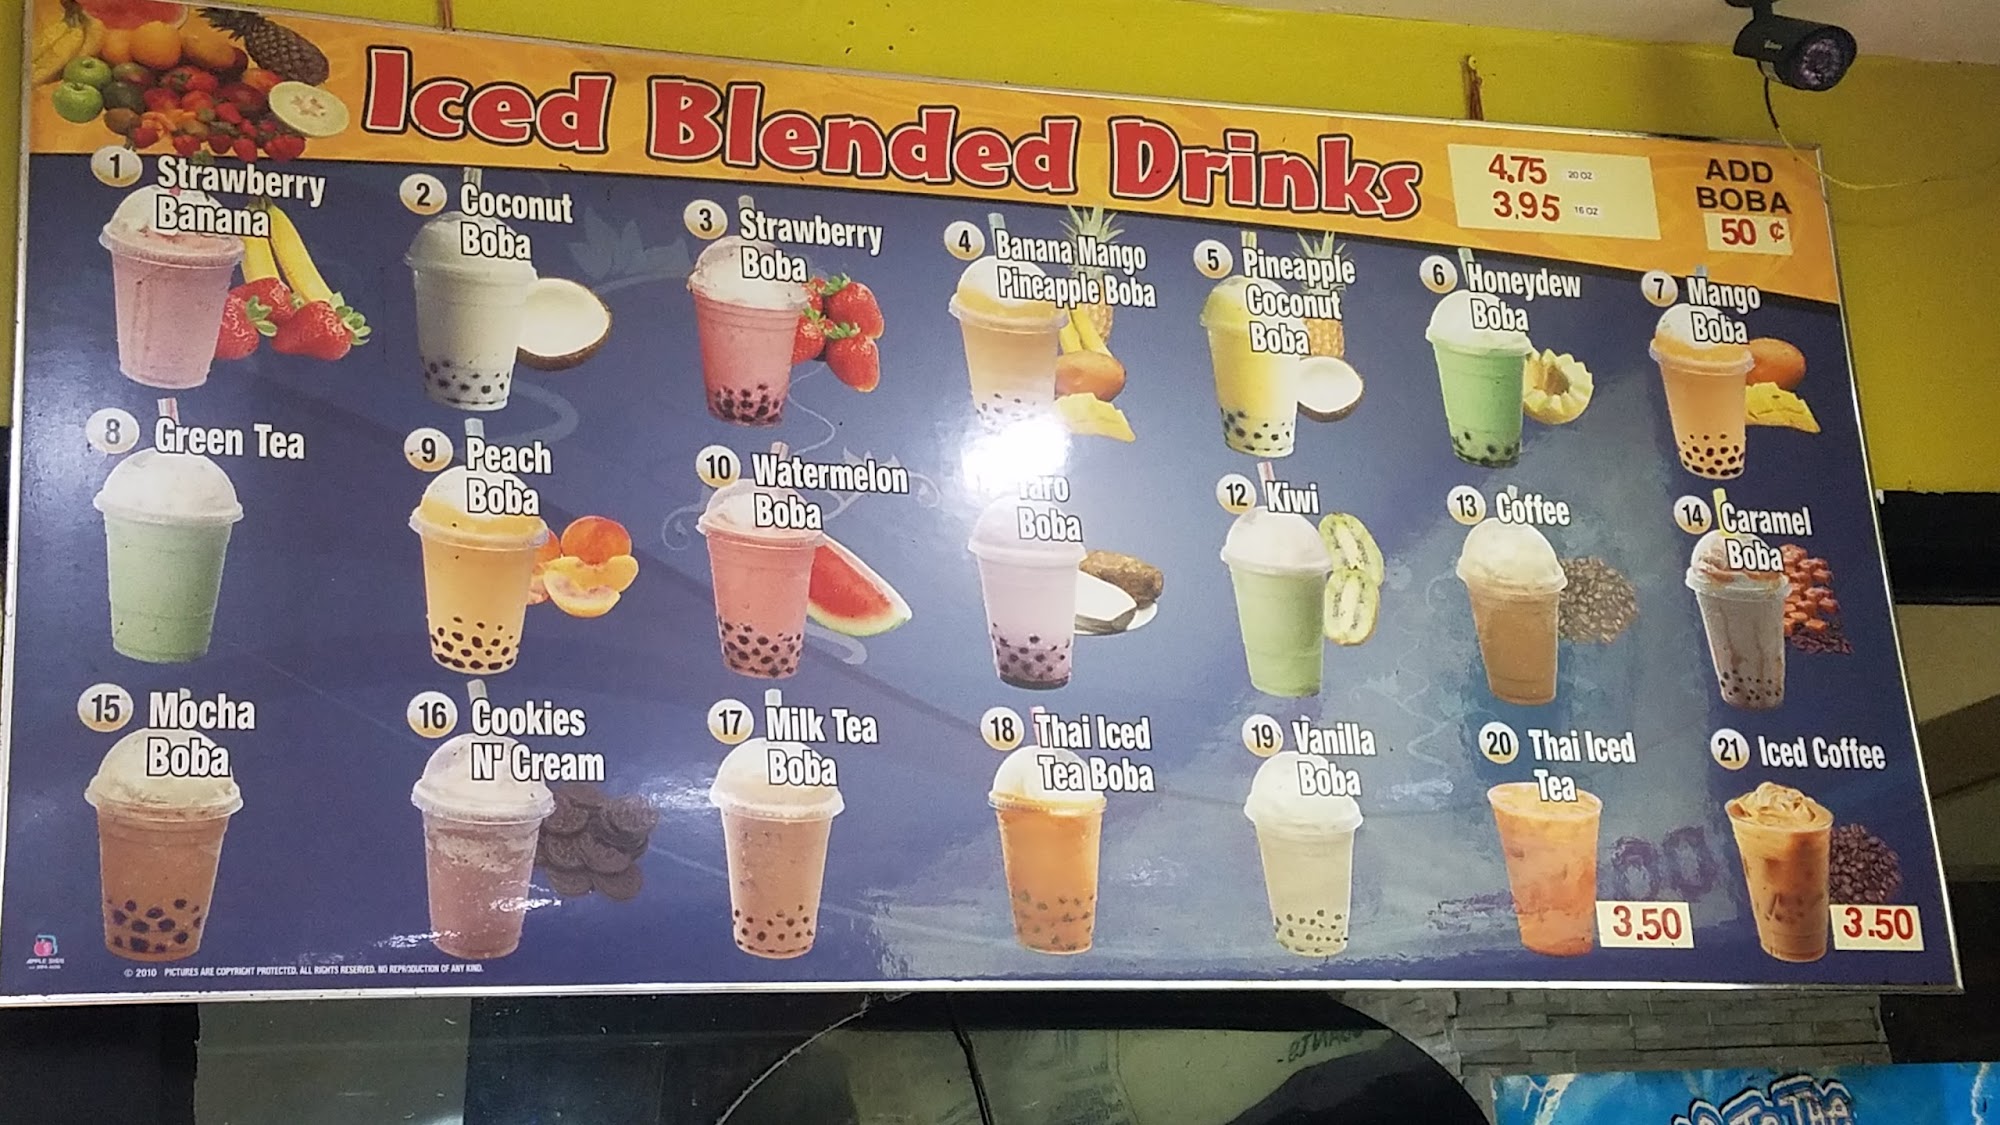 Iced Blended Drinks
4.75 20 OZ
3.95 16 OZ
ADD
BOBA
50 ¢
1 Strawberry
Banana
2 Coconut
Boba
3 Strawberry
Boba
4 Banana Mango
Pineapple Boba
5 Pineapple
Coconut
Boba
6 Honeydew
Boba
7 Mango
Boba
8 Green Tea
9 Peach
Boba
10 Watermelon
Boba
Taro
Boba
12 Kiwi
13 Coffee
14 Caramel
Boba
15 Mocha
Boba
16 Cookies
N' Cream
17 Milk Tea
Boba
18 Thai Iced
Tea Boba
19 Vanilla
Boba
20 Thai Iced
Tea
3.50
21 Iced Coffee
3.50
© 2010 PICTURES ARE COPYRIGHT PROTECTED. ALL RIGHTS RESERVED. NO REPRODUCTION OF ANY KIND.
To The